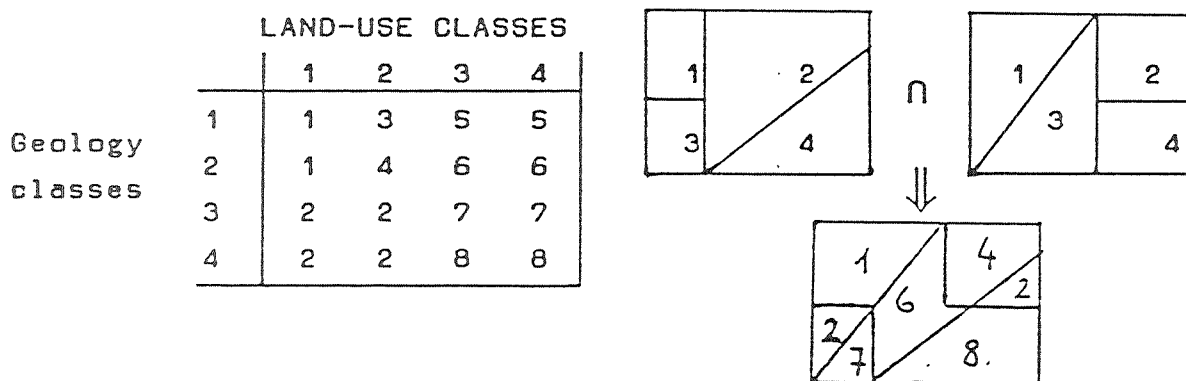 LAND-USE CLASSES
1 2 3 4
Geology classes
1 1 3 5 5
2 1 4 6 6
3 2 2 7 7
4 2 2 8 8
1 2
3 4
∩
1 2
3 4
⇓
1 4
6 2
2 7 8.